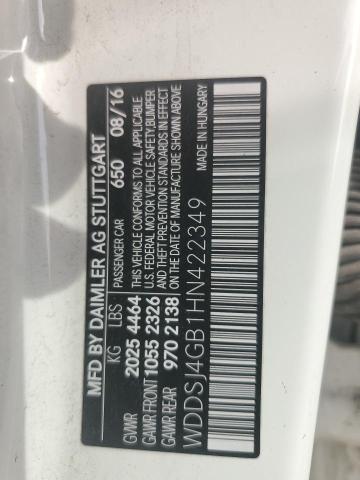 MFD BY DAIMLER AG STUTTGART
KG LBS PASSENGER CAR 650 08/16
GVWR 2025 4464 THIS VEHICLE CONFORMS TO ALL APPLICABLE
GAWR FRONT 1055 2326 U.S. FEDERAL MOTOR VEHICLE SAFETY,BUMPER
GAWR REAR 970 2138 AND THEFT PREVENTION STANDARDS IN EFFECT
ON THE DATE OF MANUFACTURE SHOWN ABOVE
WDDSJ4GB1HN422349 MADE IN HUNGARY